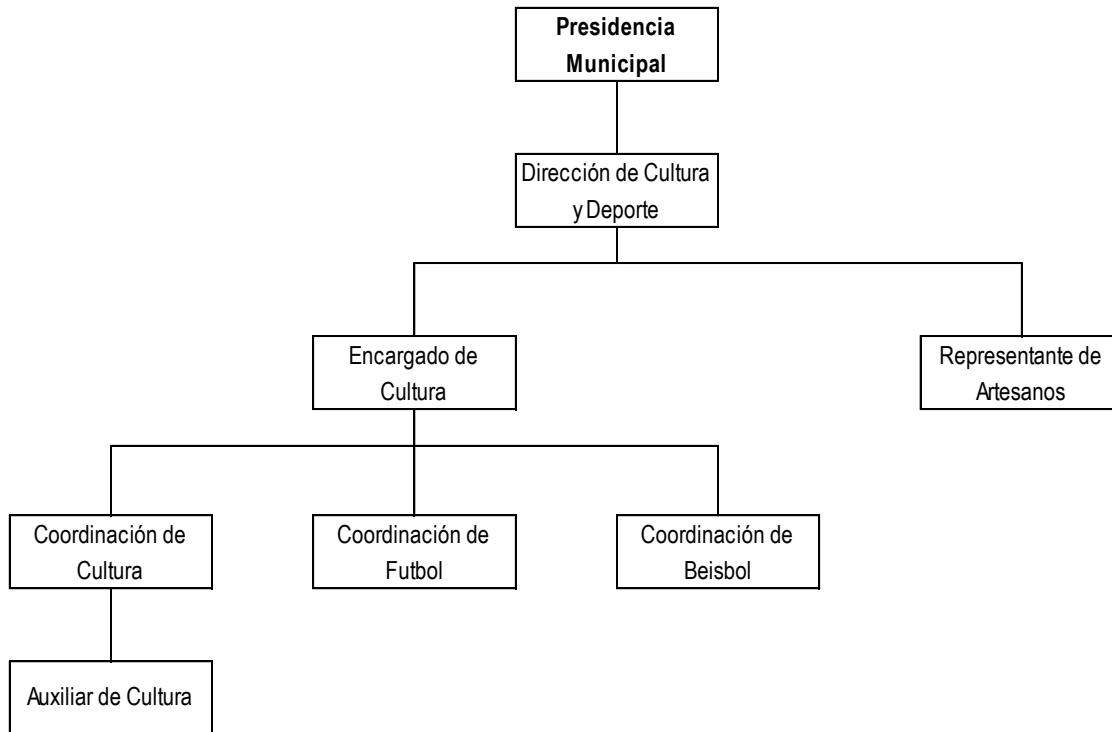 Presidencia
Municipal
Dirección de Cultura
y Deporte
Encargado de
Cultura
Representante de
Artesanos
Coordinación de
Cultura
Coordinación de
Futbol
Coordinación de
Beisbol
Auxiliar de Cultura